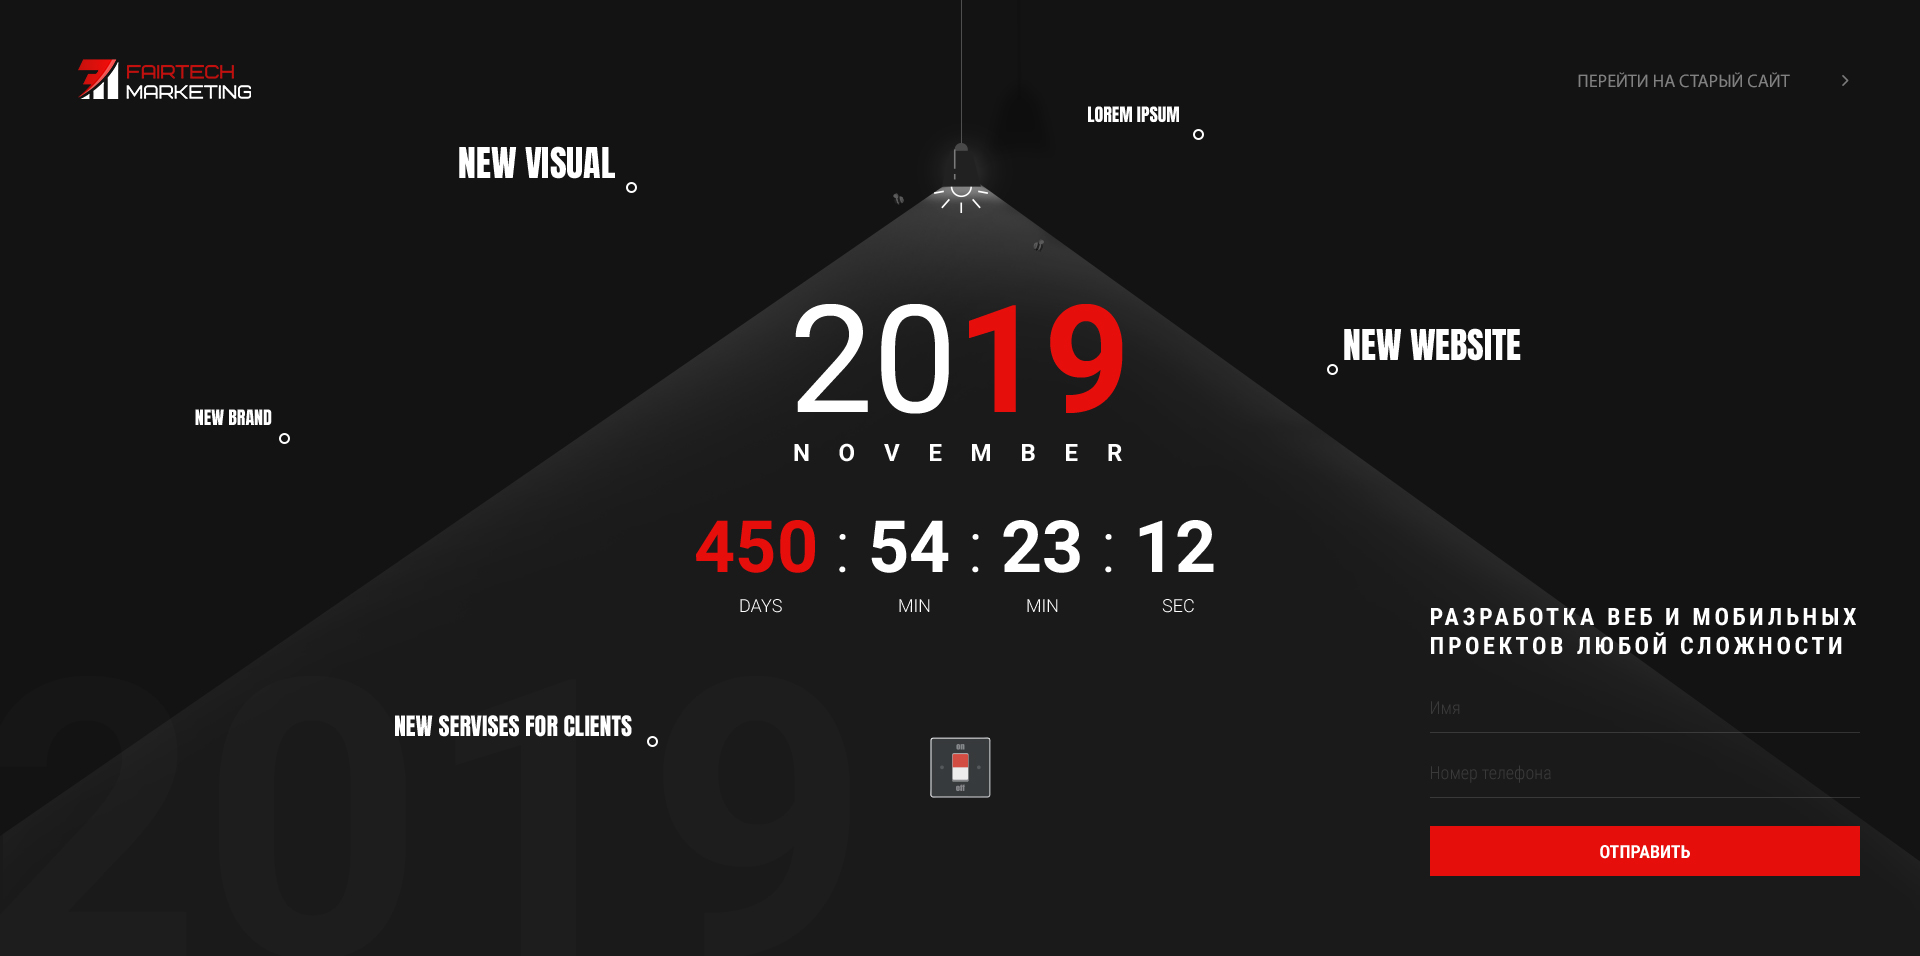 FAIRTECH
MARKETING
ПЕРЕЙТИ НА СТАРЫЙ САЙТ
LOREM IPSUM
NEW VISUAL
2019
NOVEMBER
NEW WEBSITE
NEW BRAND
450 : 54 : 23 : 12
DAYS MIN MIN SEC
РАЗРАБОТКА ВЕБ И МОБИЛЬНЫХ
ПРОЕКТОВ ЛЮБОЙ СЛОЖНОСТИ
Имя
Номер телефона
ОТПРАВИТЬ
NEW SERVISES FOR CLIENTS
on
off
2019